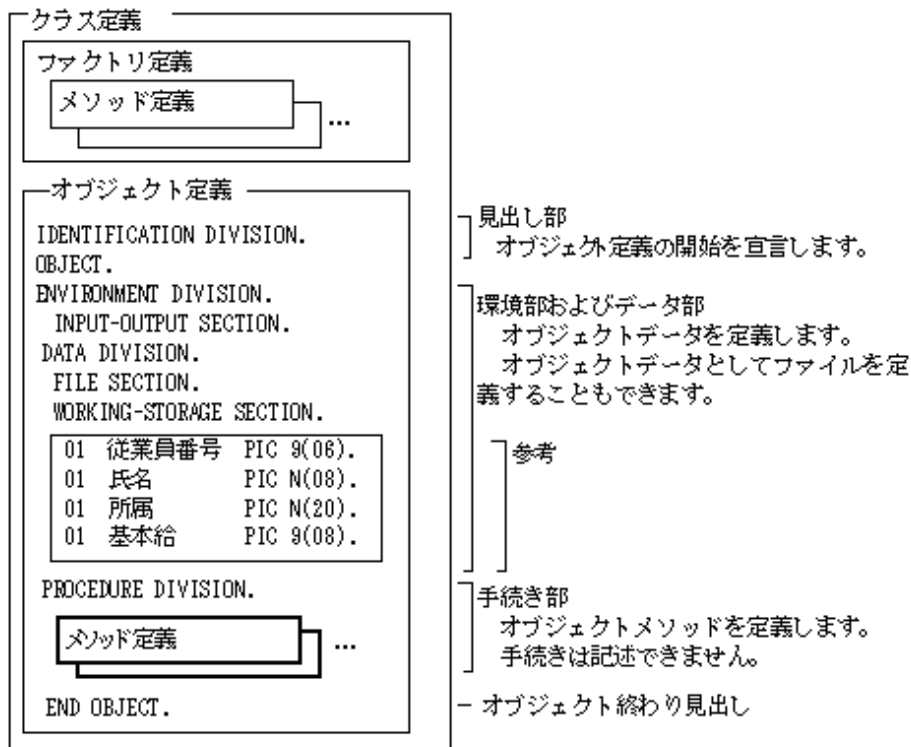 クラス定義
ファクトリ定義
メソッド定義
...
オブジェクト定義
IDENTIFICATION DIVISION.
OBJECT.
ENVIRONMENT DIVISION.
INPUT-OUTPUT SECTION.
DATA DIVISION.
FILE SECTION.
WORKING-STORAGE SECTION.
01 従業員番号 PIC 9(06).
01 氏名 PIC N(08).
01 所属 PIC N(20).
01 基本給 PIC 9(08).
PROCEDURE DIVISION.
メソッド定義
...
END OBJECT.
見出し部
オブジェクト定義の開始を宣言します。
環境部およびデータ部
オブジェクトデータを定義します。
オブジェクトデータとしてファイルを定
義することもできます。
参考
手続き部
オブジェクトメソッドを定義します。
手続きは記述できません。
オブジェクト終わり見出し